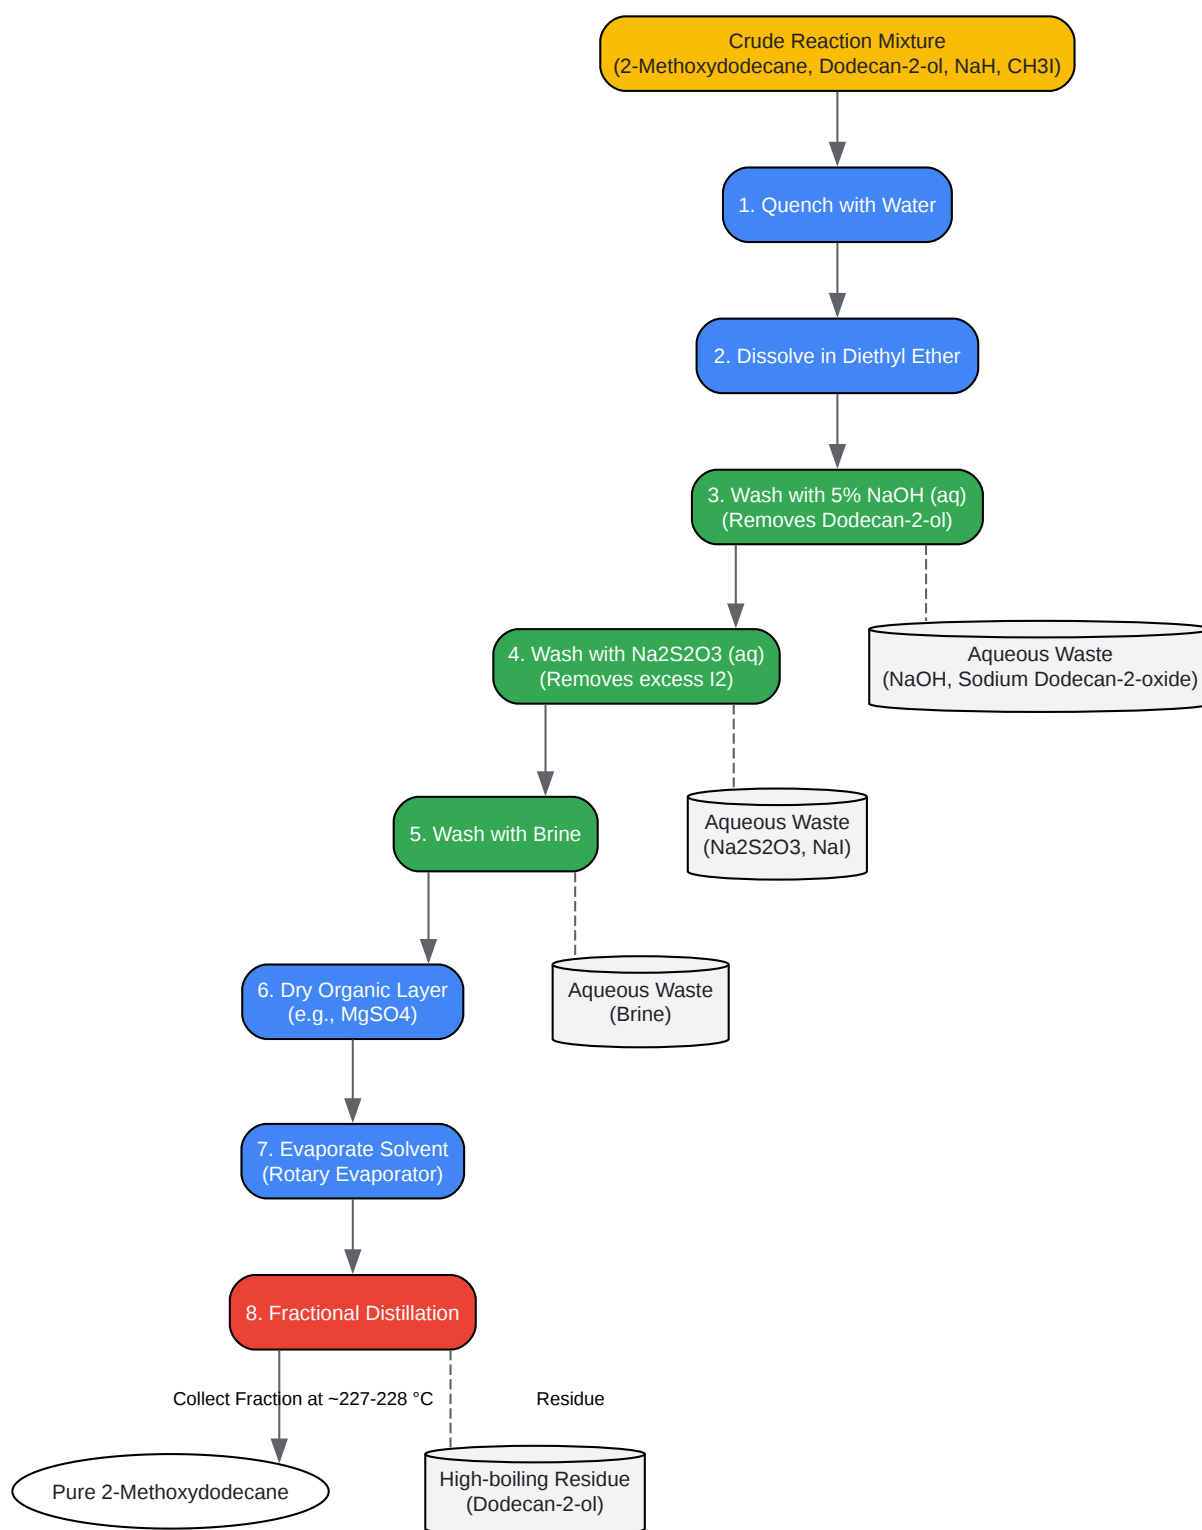 Crude Reaction Mixture
(2-Methoxydodecane, Dodecan-2-ol, NaH, CH3I)
1. Quench with Water
2. Dissolve in Diethyl Ether
3. Wash with 5% NaOH (aq)
(Removes Dodecan-2-ol)
4. Wash with Na2S2O3 (aq)
(Removes excess I2)
Aqueous Waste
(NaOH, Sodium Dodecan-2-oxide)
5. Wash with Brine
Aqueous Waste
(Na2S2O3, NaI)
6. Dry Organic Layer
(e.g., MgSO4)
Aqueous Waste
(Brine)
7. Evaporate Solvent
(Rotary Evaporator)
8. Fractional Distillation
Collect Fraction at ~227-228 °C
Residue
Pure 2-Methoxydodecane
High-boiling Residue
(Dodecan-2-ol)